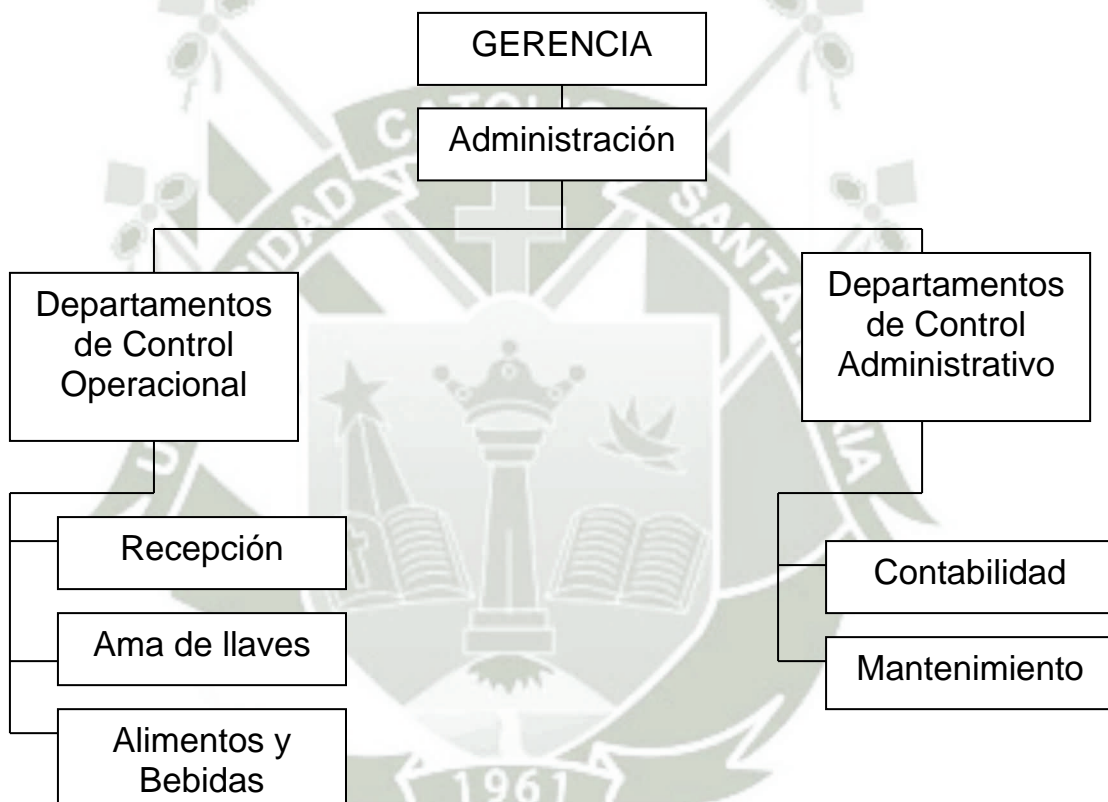 GERENCIA
Administración
Departamentos
de Control
Operacional
Departamentos
de Control
Administrativo
Recepción
Ama de llaves
Alimentos y
Bebidas
Contabilidad
Mantenimiento
SANTA
1961